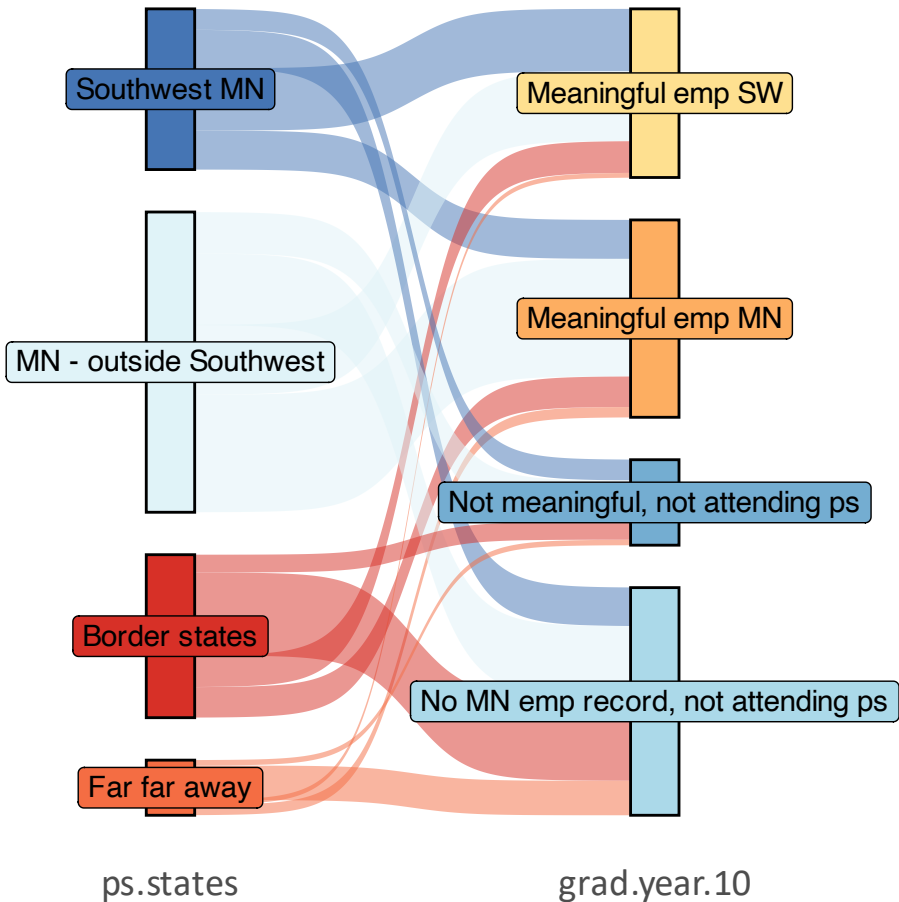 Southwest MN
MN - outside Southwest
Border states
Far far away
Meaningful emp SW
Meaningful emp MN
Not meaningful, not attending ps
No MN emp record, not attending ps
ps.states
grad.year.10